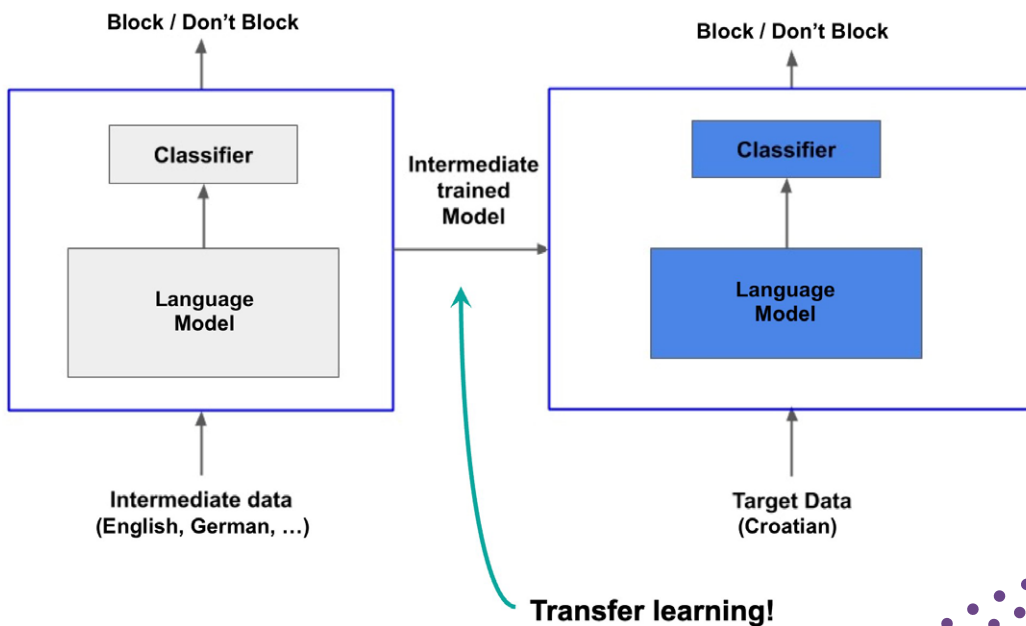 Block / Don't Block
Classifier
Language
Model
Intermediate data
(English, German, …)
Intermediate
trained
Model
Block / Don't Block
Classifier
Language
Model
Target Data
(Croatian)
Transfer learning!